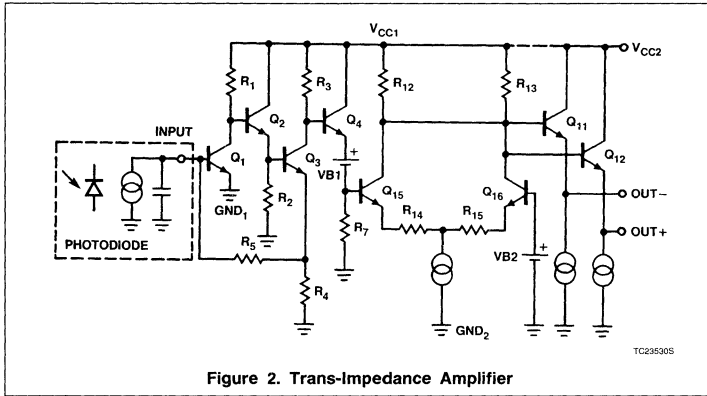 VCC1
VCC2
R1
R3
R12
R13
Q2
Q4
Q11
INPUT
Q1
Q3
VB1
Q12
Q15
Q16
GND1
R2
R7
R14
R15
OUT−
PHOTODIODE
R5
VB2
OUT+
R4
GND2
TC23530S
Figure 2. Trans-Impedance Amplifier